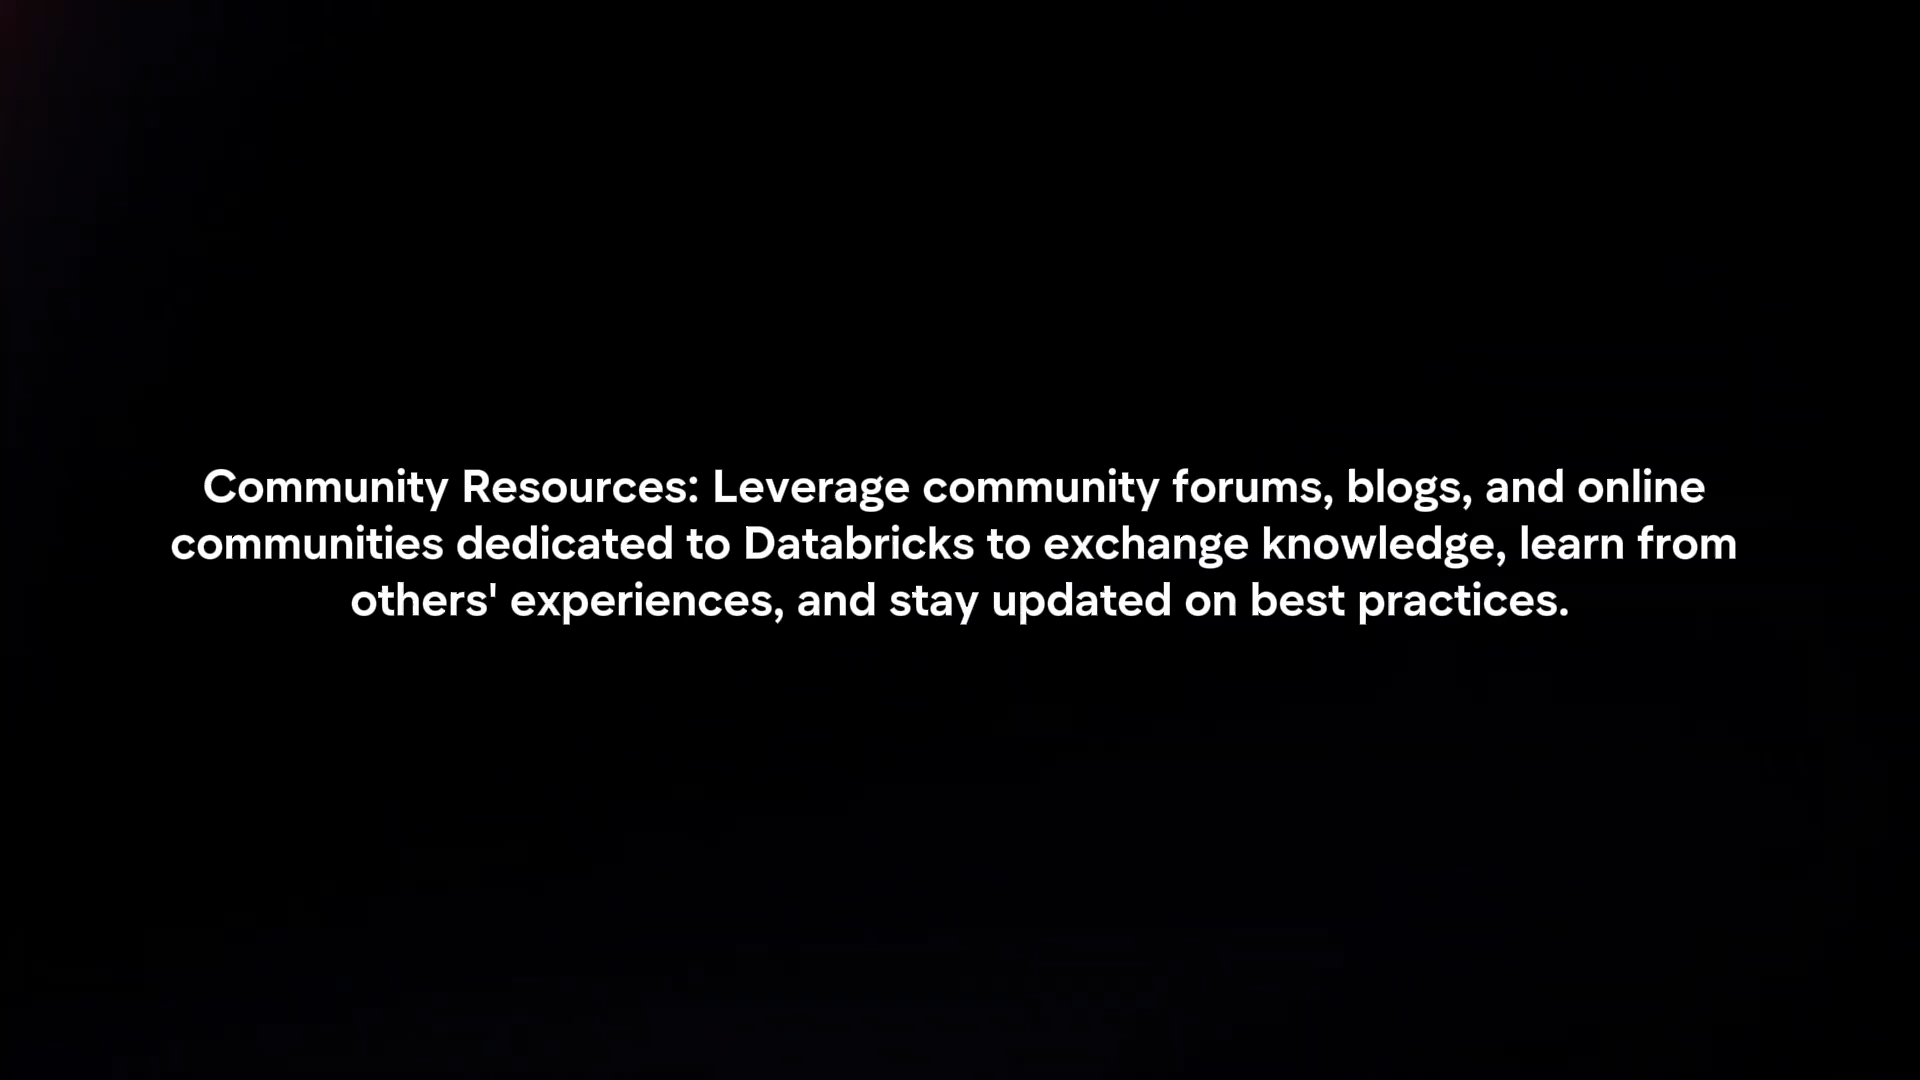 Community Resources: Leverage community forums, blogs, and online
communities dedicated to Databricks to exchange knowledge, learn from
others' experiences, and stay updated on best practices.